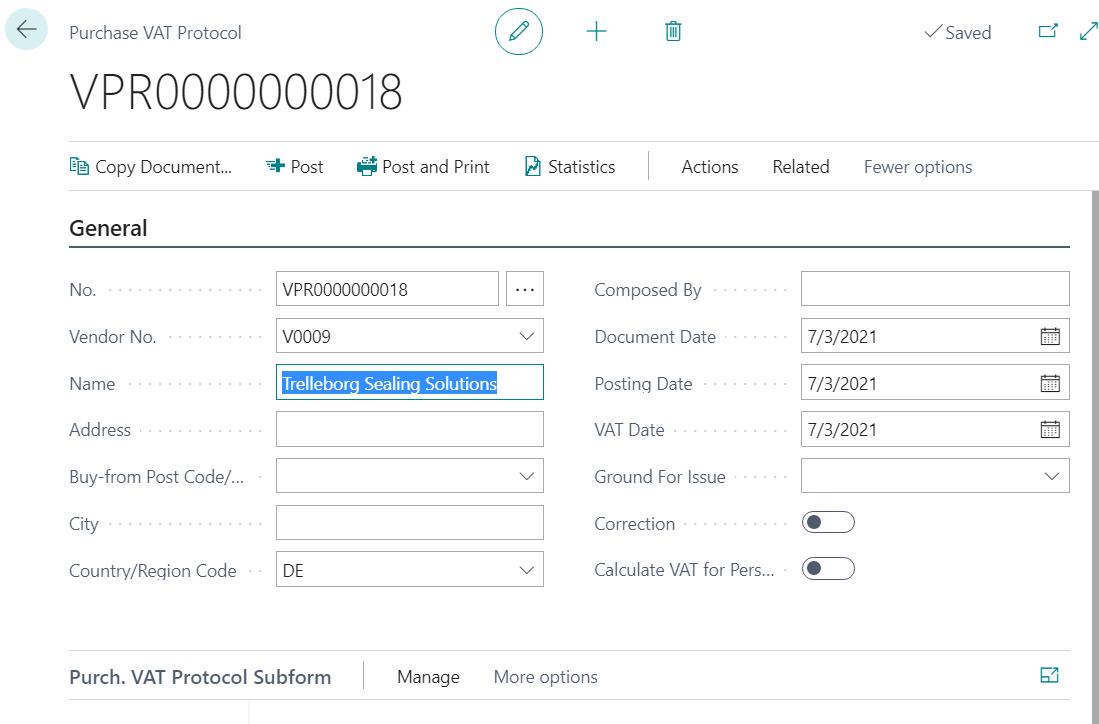 Purchase VAT Protocol
Saved
VPR0000000018
Copy Document... Post Post and Print Statistics Actions Related Fewer options
General
No. VPR0000000018 ... Composed By
Vendor No. V0009 Document Date 7/3/2021
Name Trelleborg Sealing Solutions Posting Date 7/3/2021
Address VAT Date 7/3/2021
Buy-from Post Code/... Ground For Issue
City Correction
Country/Region Code DE Calculate VAT for Pers...
Purch. VAT Protocol Subform Manage More options